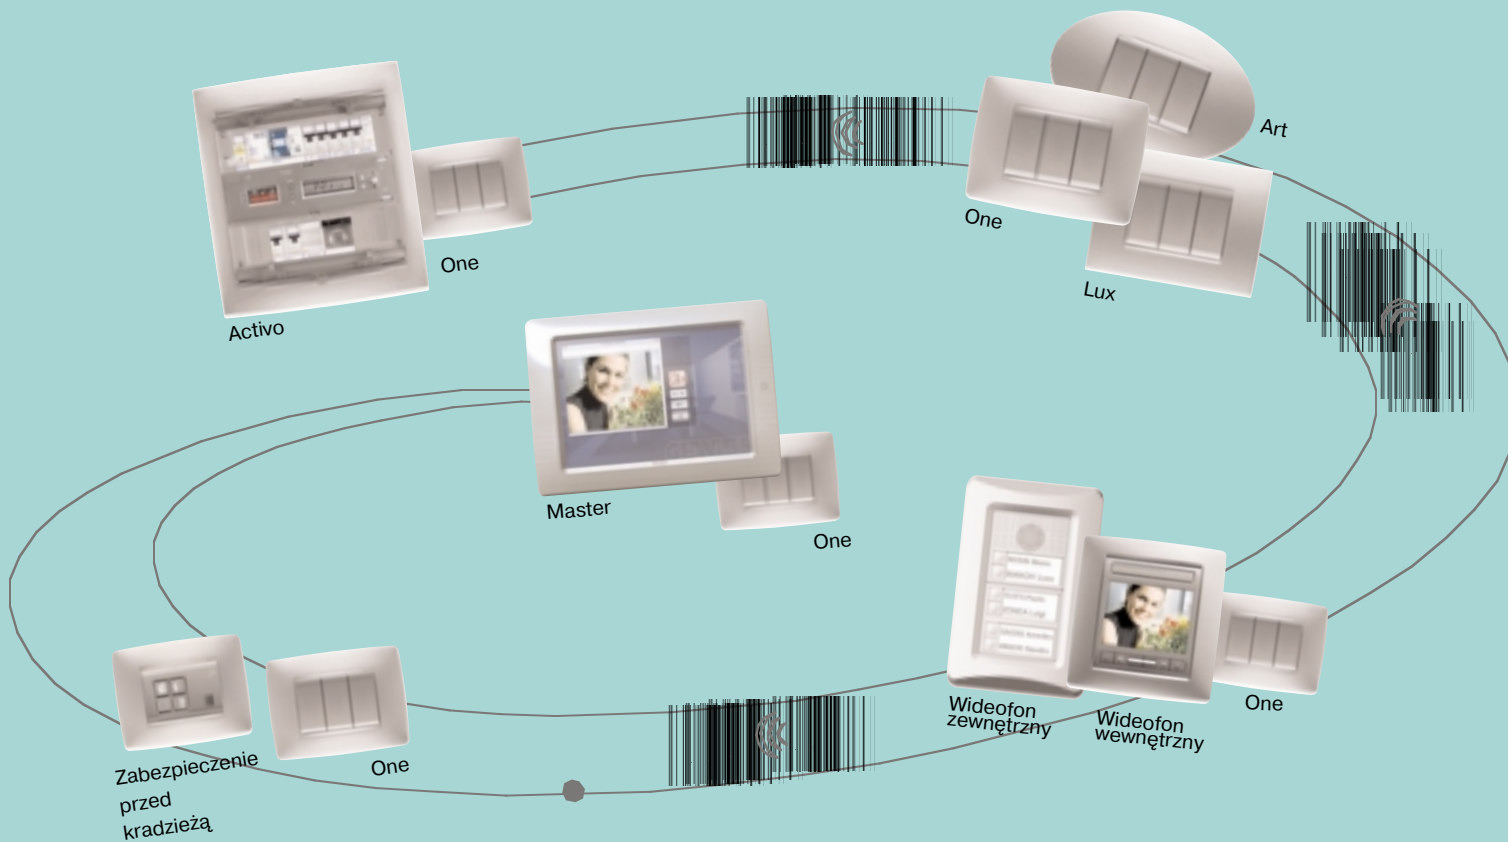 Art
One
One
Lux
Activo
Master
One
Wideofon
zewnętrzny
Wideofon
wewnętrzny
One
Zabezpieczenie
przed
kradzieżą
One